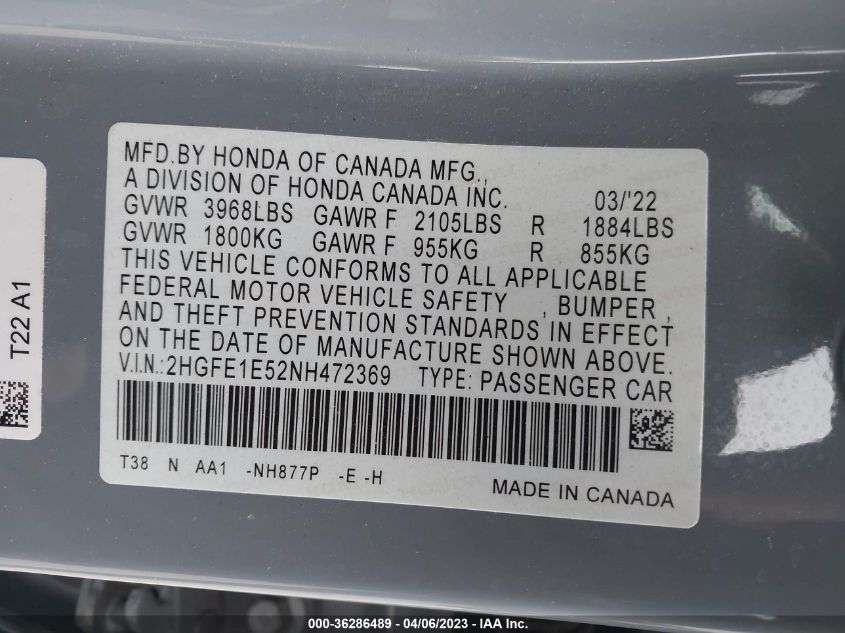 MFD.BY HONDA OF CANADA MFG.,
A DIVISION OF HONDA CANADA INC. 03/'22
GVWR 3968LBS GAWR F 2105LBS R 1884LBS
GVWR 1800KG GAWR F 955KG R 855KG
THIS VEHICLE CONFORMS TO ALL APPLICABLE
FEDERAL MOTOR VEHICLE SAFETY , BUMPER ,
AND THEFT PREVENTION STANDARDS IN EFFECT
ON THE DATE OF MANUFACTURE SHOWN ABOVE.
V.I.N.:2HGFE1E52NH472369 TYPE: PASSENGER CAR
T38 N AA1 -NH877P -E -H
MADE IN CANADA
T22 A1
000-36286489 - 04/06/2023 - IAAI.com